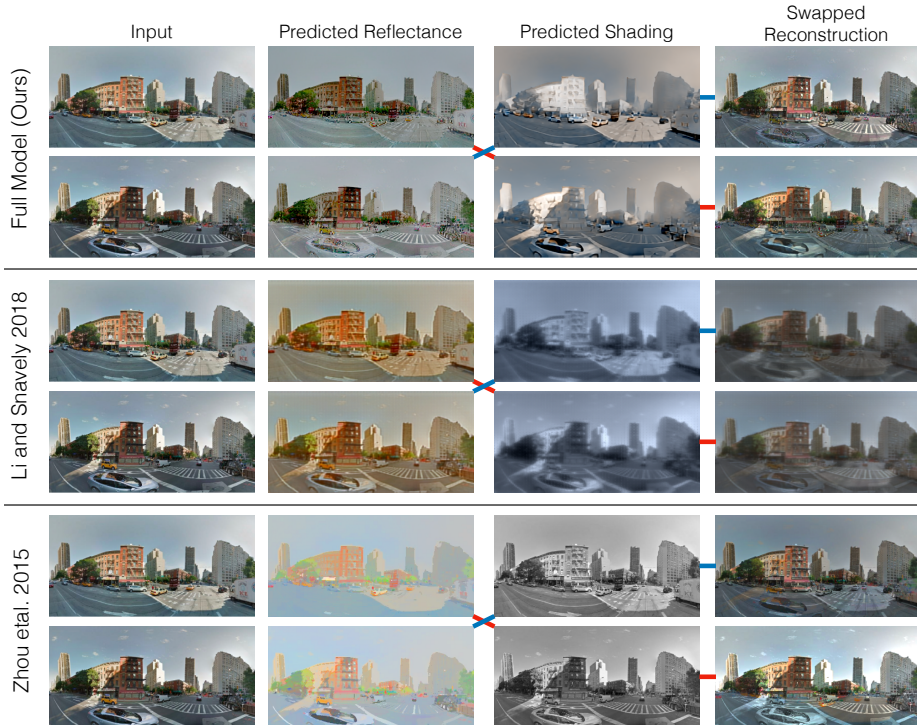 Input
Predicted Reflectance
Predicted Shading
Swapped
Reconstruction
Full Model (Ours)
Li and Snavely 2018
Zhou etal. 2015